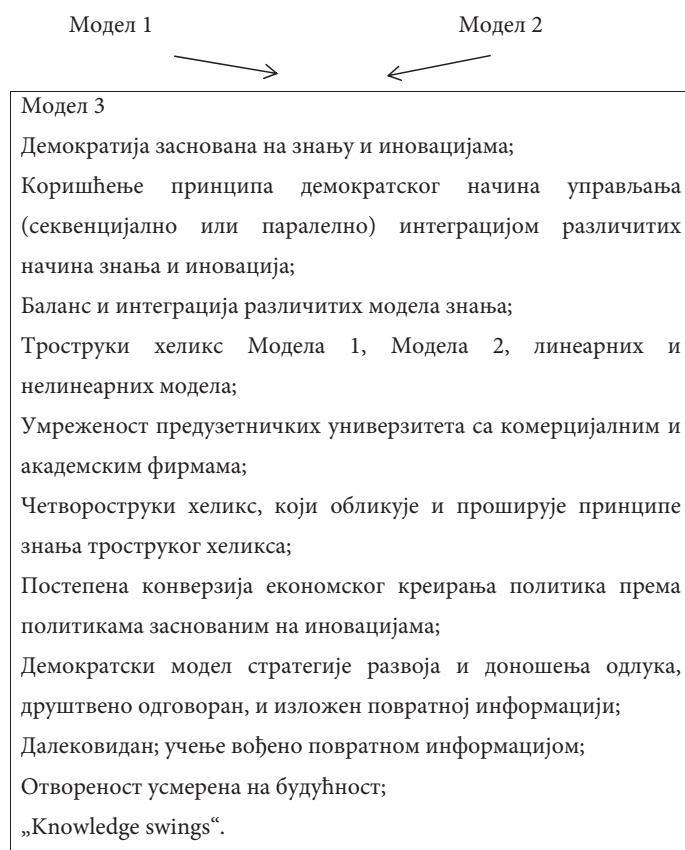 Модел 1 Модел 2
Модел 3
Демократија заснована на знању и иновацијама;
Коришћење принципа демократског начина управљања
(секвенцијално или паралелно) интеграцијом различитих
начина знања и иновација;
Баланс и интеграција различитих модела знања;
Троструки хеликс Модела 1, Модела 2, линеарних и
нелинеарних модела;
Умреженост предузетничких универзитета са комерцијалним и
академским фирмама;
Четвороструки хеликс, који обликује и проширује принципе
знања троструког хеликса;
Постепена конверзија економског креирања политика према
политикама заснованим на иновацијама;
Демократски модел стратегије развоја и доношења одлука,
друштвено одговоран, и изложен повратној информацији;
Далековидан; учење вођено повратном информацијом;
Отвореност усмерена на будућност;
„Knowledge swings“.